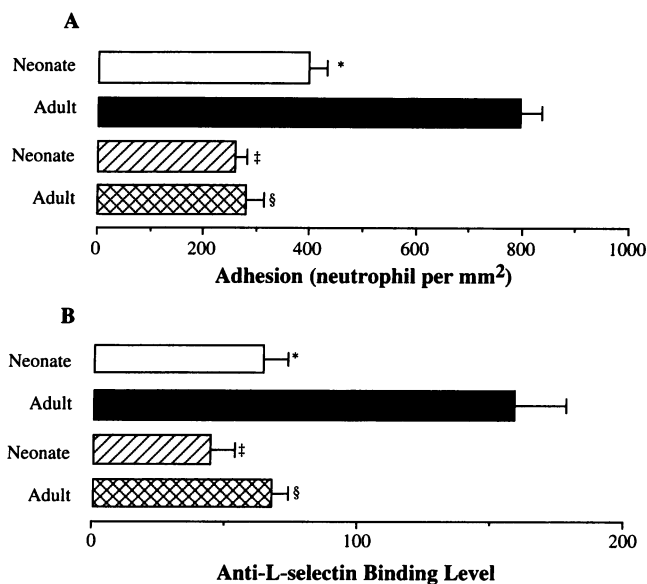 A
Neonate *
Adult
Neonate ‡
Adult §
0 200 400 600 800 1000
Adhesion (neutrophil per mm²)
B
Neonate *
Adult
Neonate ‡
Adult §
0 100 200
Anti-L-selectin Binding Level